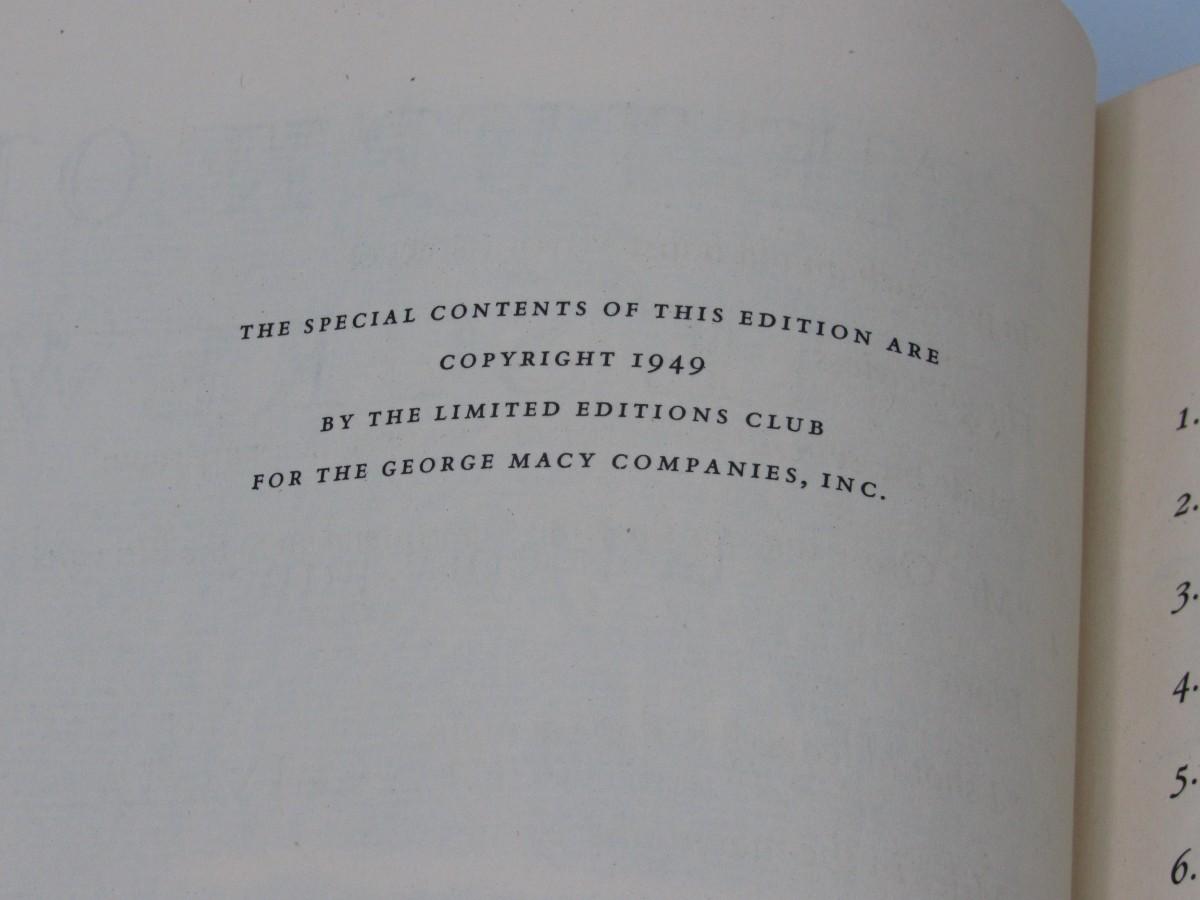 THE SPECIAL CONTENTS OF THIS EDITION ARE
COPYRIGHT 1949
BY THE LIMITED EDITIONS CLUB
FOR THE GEORGE MACY COMPANIES, INC.
1.
2.
3.
4.
5.
6.